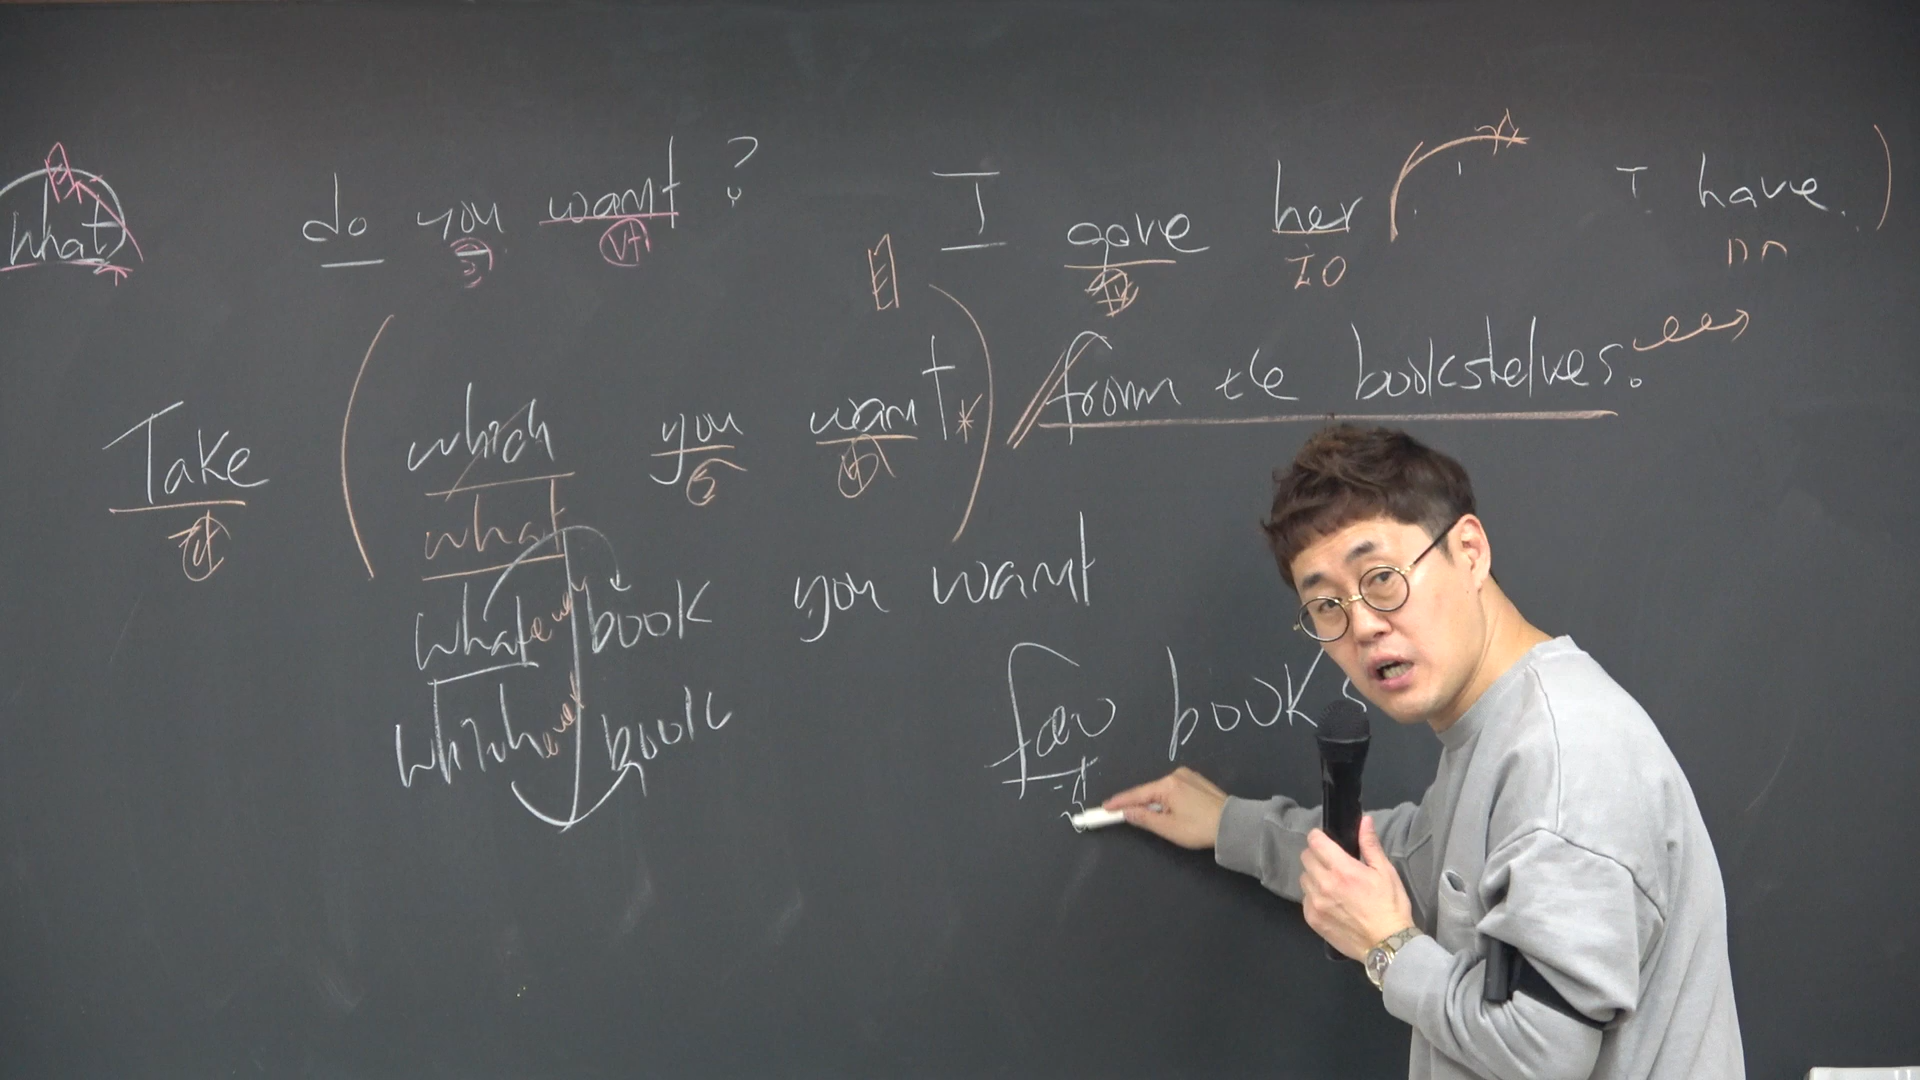 what do you want?
I gave her I have.
IO
Take which you want from the bookshelves.
what
whatever book you want
few books
whichever book